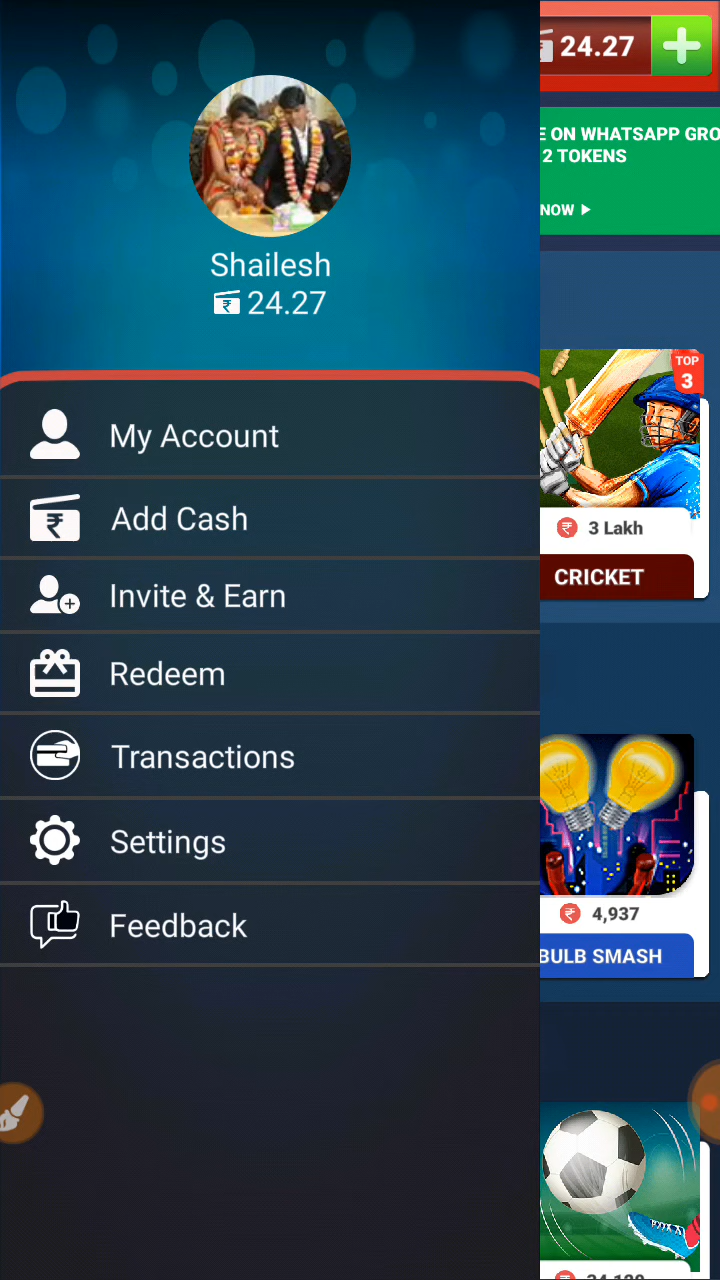 Shailesh
₹ 24.27
My Account
₹
Add Cash
Invite & Earn
Redeem
Transactions
Settings
Feedback
24.27
E ON WHATSAPP GRO
2 TOKENS
NOW
TOP
3
₹ 3 Lakh
CRICKET
₹ 4,937
BULB SMASH